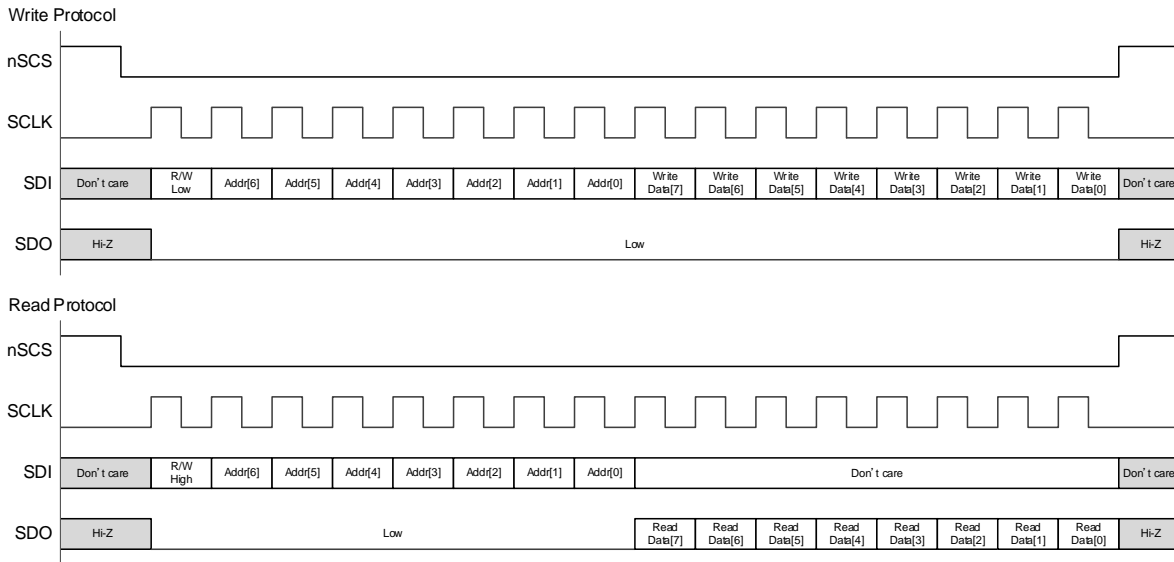 Write Protocol
nSCS
SCLK
SDI
Don't care
R/W
Low
Addr[6]
Addr[5]
Addr[4]
Addr[3]
Addr[2]
Addr[1]
Addr[0]
Write
Data[7]
Write
Data[6]
Write
Data[5]
Write
Data[4]
Write
Data[3]
Write
Data[2]
Write
Data[1]
Write
Data[0]
Don't care
SDO
Hi-Z
Low
Hi-Z
Read Protocol
nSCS
SCLK
SDI
Don't care
R/W
High
Addr[6]
Addr[5]
Addr[4]
Addr[3]
Addr[2]
Addr[1]
Addr[0]
Don't care
Don't care
SDO
Hi-Z
Low
Read
Data[7]
Read
Data[6]
Read
Data[5]
Read
Data[4]
Read
Data[3]
Read
Data[2]
Read
Data[1]
Read
Data[0]
Hi-Z